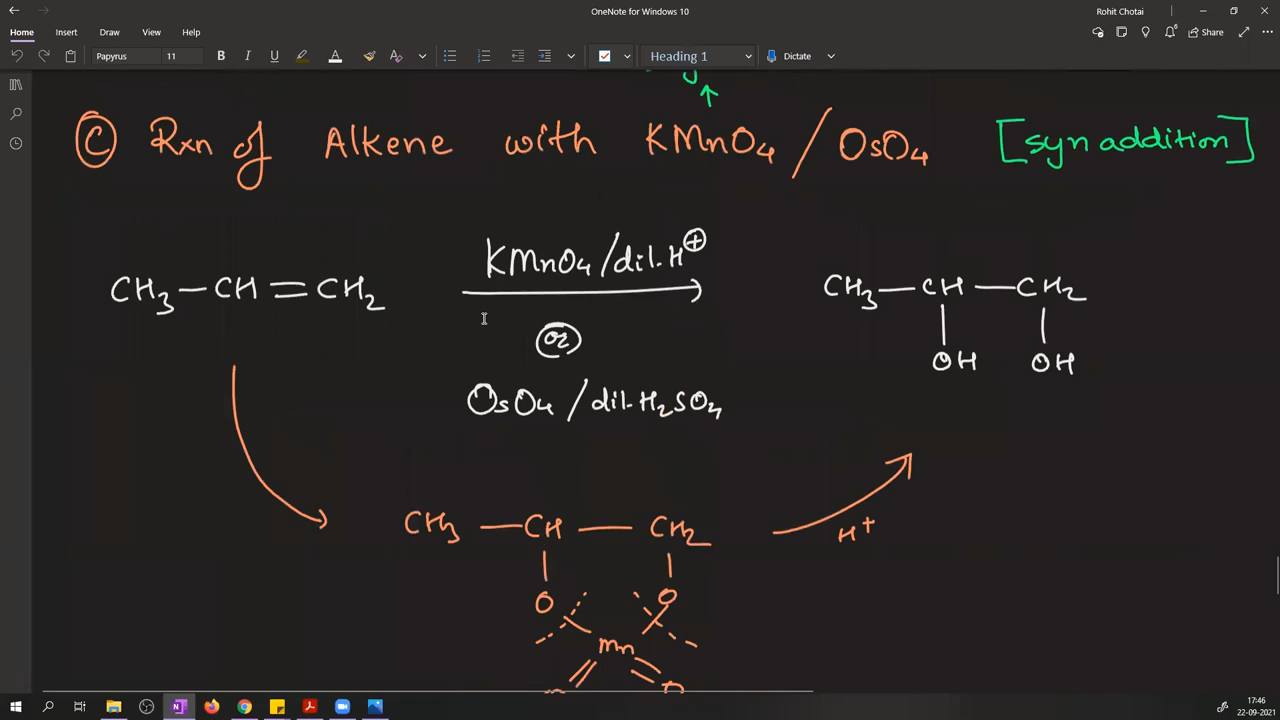 OneNote for Windows 10
Rohit Chotai
Home Insert Draw View Help
Share
Papyrus 11 B I U A Heading 1 Dictate
Ⓒ Rxn of Alkene with KMnO₄ / OsO₄ [syn addition]
KMnO₄/dil.H⊕
CH₃—CH=CH₂
CH₃—CH—CH₂
OH OH
or
OsO₄/dil.H₂SO₄
CH₃—CH—CH₂
H⁺
O O
Mn
17:46
22-09-2021